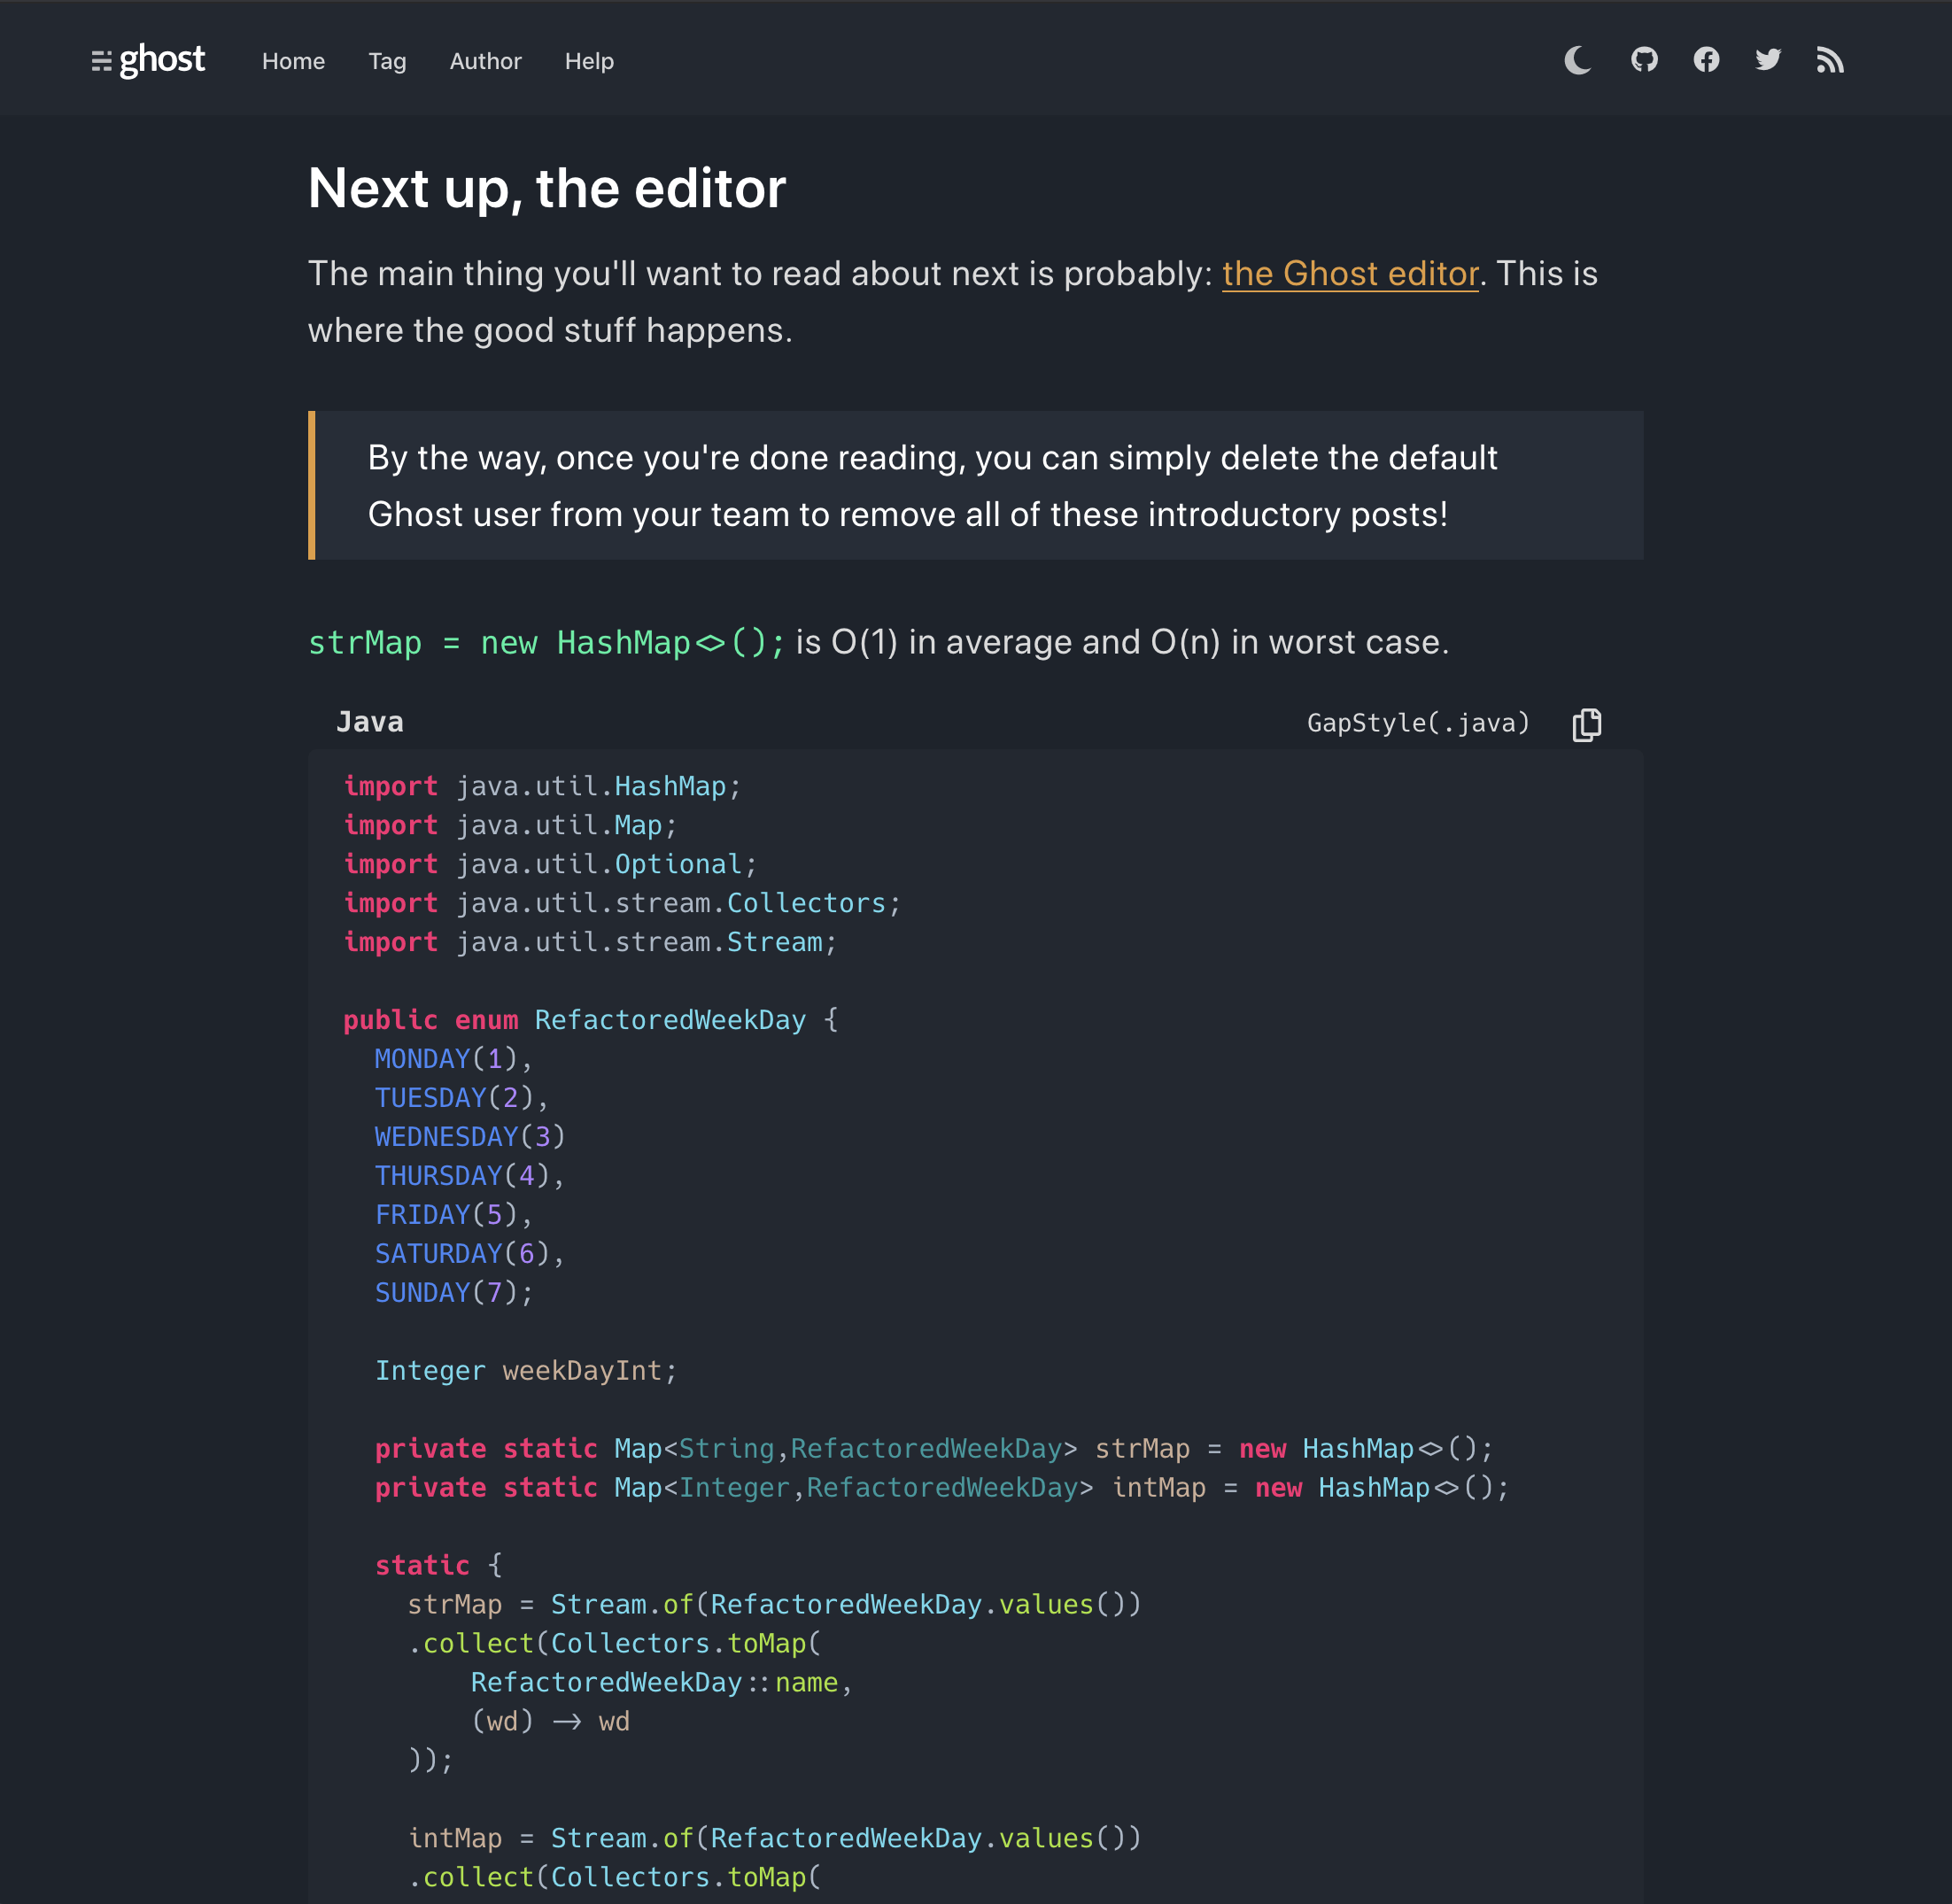 ghost Home Tag Author Help
Next up, the editor
The main thing you'll want to read about next is probably: the Ghost editor. This is
where the good stuff happens.
By the way, once you're done reading, you can simply delete the default
Ghost user from your team to remove all of these introductory posts!
strMap = new HashMap<>(); is O(1) in average and O(n) in worst case.
Java GapStyle(.java)
import java.util.HashMap;
import java.util.Map;
import java.util.Optional;
import java.util.stream.Collectors;
import java.util.stream.Stream;

public enum RefactoredWeekDay {
  MONDAY(1),
  TUESDAY(2),
  WEDNESDAY(3)
  THURSDAY(4),
  FRIDAY(5),
  SATURDAY(6),
  SUNDAY(7);

  Integer weekDayInt;

  private static Map<String,RefactoredWeekDay> strMap = new HashMap<>();
  private static Map<Integer,RefactoredWeekDay> intMap = new HashMap<>();

  static {
    strMap = Stream.of(RefactoredWeekDay.values())
    .collect(Collectors.toMap(
        RefactoredWeekDay::name,
        (wd) -> wd
    ));

    intMap = Stream.of(RefactoredWeekDay.values())
    .collect(Collectors.toMap(